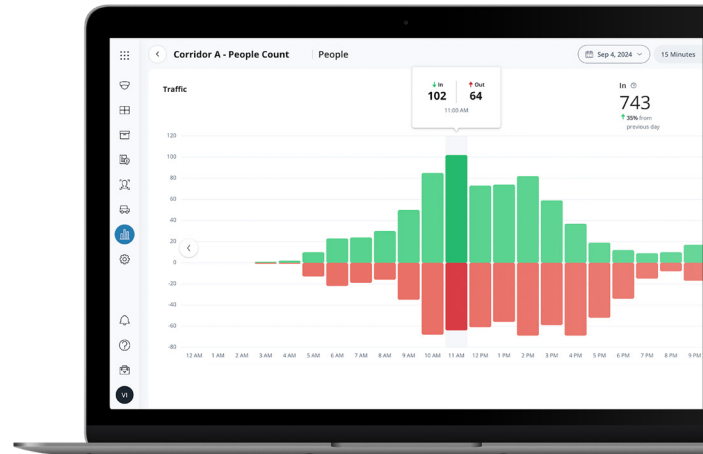 Corridor A - People Count
People
Sep 4, 2024
15 Minutes
Traffic
In Out
102 64
11:00 AM
In
743
35% from
previous day
120
100
80
60
40
20
0
-20
-40
-60
-80
12 AM 1 AM 2 AM 3 AM 4 AM 5 AM 6 AM 7 AM 8 AM 9 AM 10 AM 11 AM 12 PM 1 PM 2 PM 3 PM 4 PM 5 PM 6 PM 7 PM 8 PM 9 PM
VI